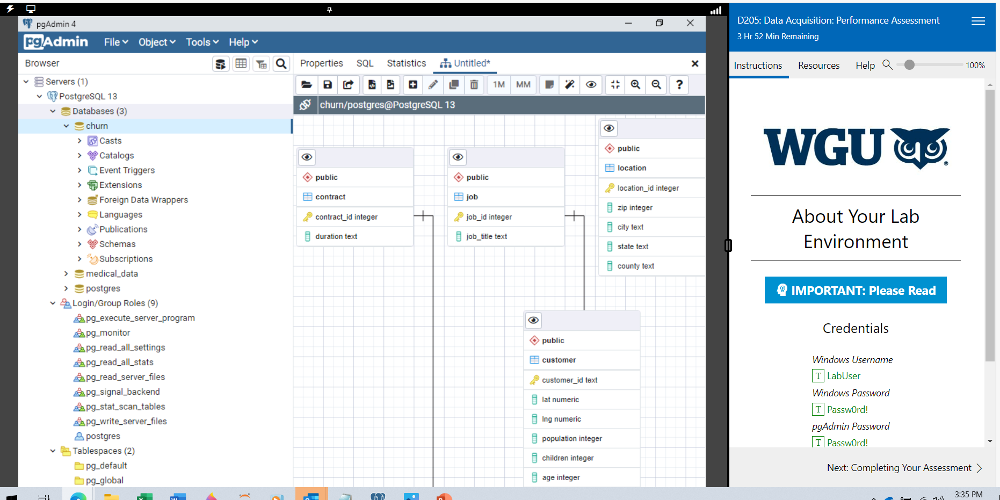 pgAdmin 4
pgAdmin File Object Tools Help
Browser
Servers (1)
PostgreSQL 13
Databases (3)
churn
Casts
Catalogs
Event Triggers
Extensions
Foreign Data Wrappers
Languages
Publications
Schemas
Subscriptions
medical_data
postgres
Login/Group Roles (9)
pg_execute_server_program
pg_monitor
pg_read_all_settings
pg_read_all_stats
pg_read_server_files
pg_signal_backend
pg_stat_scan_tables
pg_write_server_files
postgres
Tablespaces (2)
pg_default
pg_global
Properties SQL Statistics Untitled*
1M MM ?
churn/postgres@PostgreSQL 13
public
contract
contract_id integer
duration text
public
job
job_id integer
job_title text
public
location
location_id integer
zip integer
city text
state text
county text
public
customer
customer_id text
lat numeric
lng numeric
population integer
children integer
age integer
D205: Data Acquisition: Performance Assessment
3 Hr 52 Min Remaining
Instructions Resources Help 100%
WGU
About Your Lab
Environment
IMPORTANT: Please Read
Credentials
Windows Username
T LabUser
Windows Password
T Passw0rd!
pgAdmin Password
T Passw0rd!
Next: Completing Your Assessment
3:35 PM